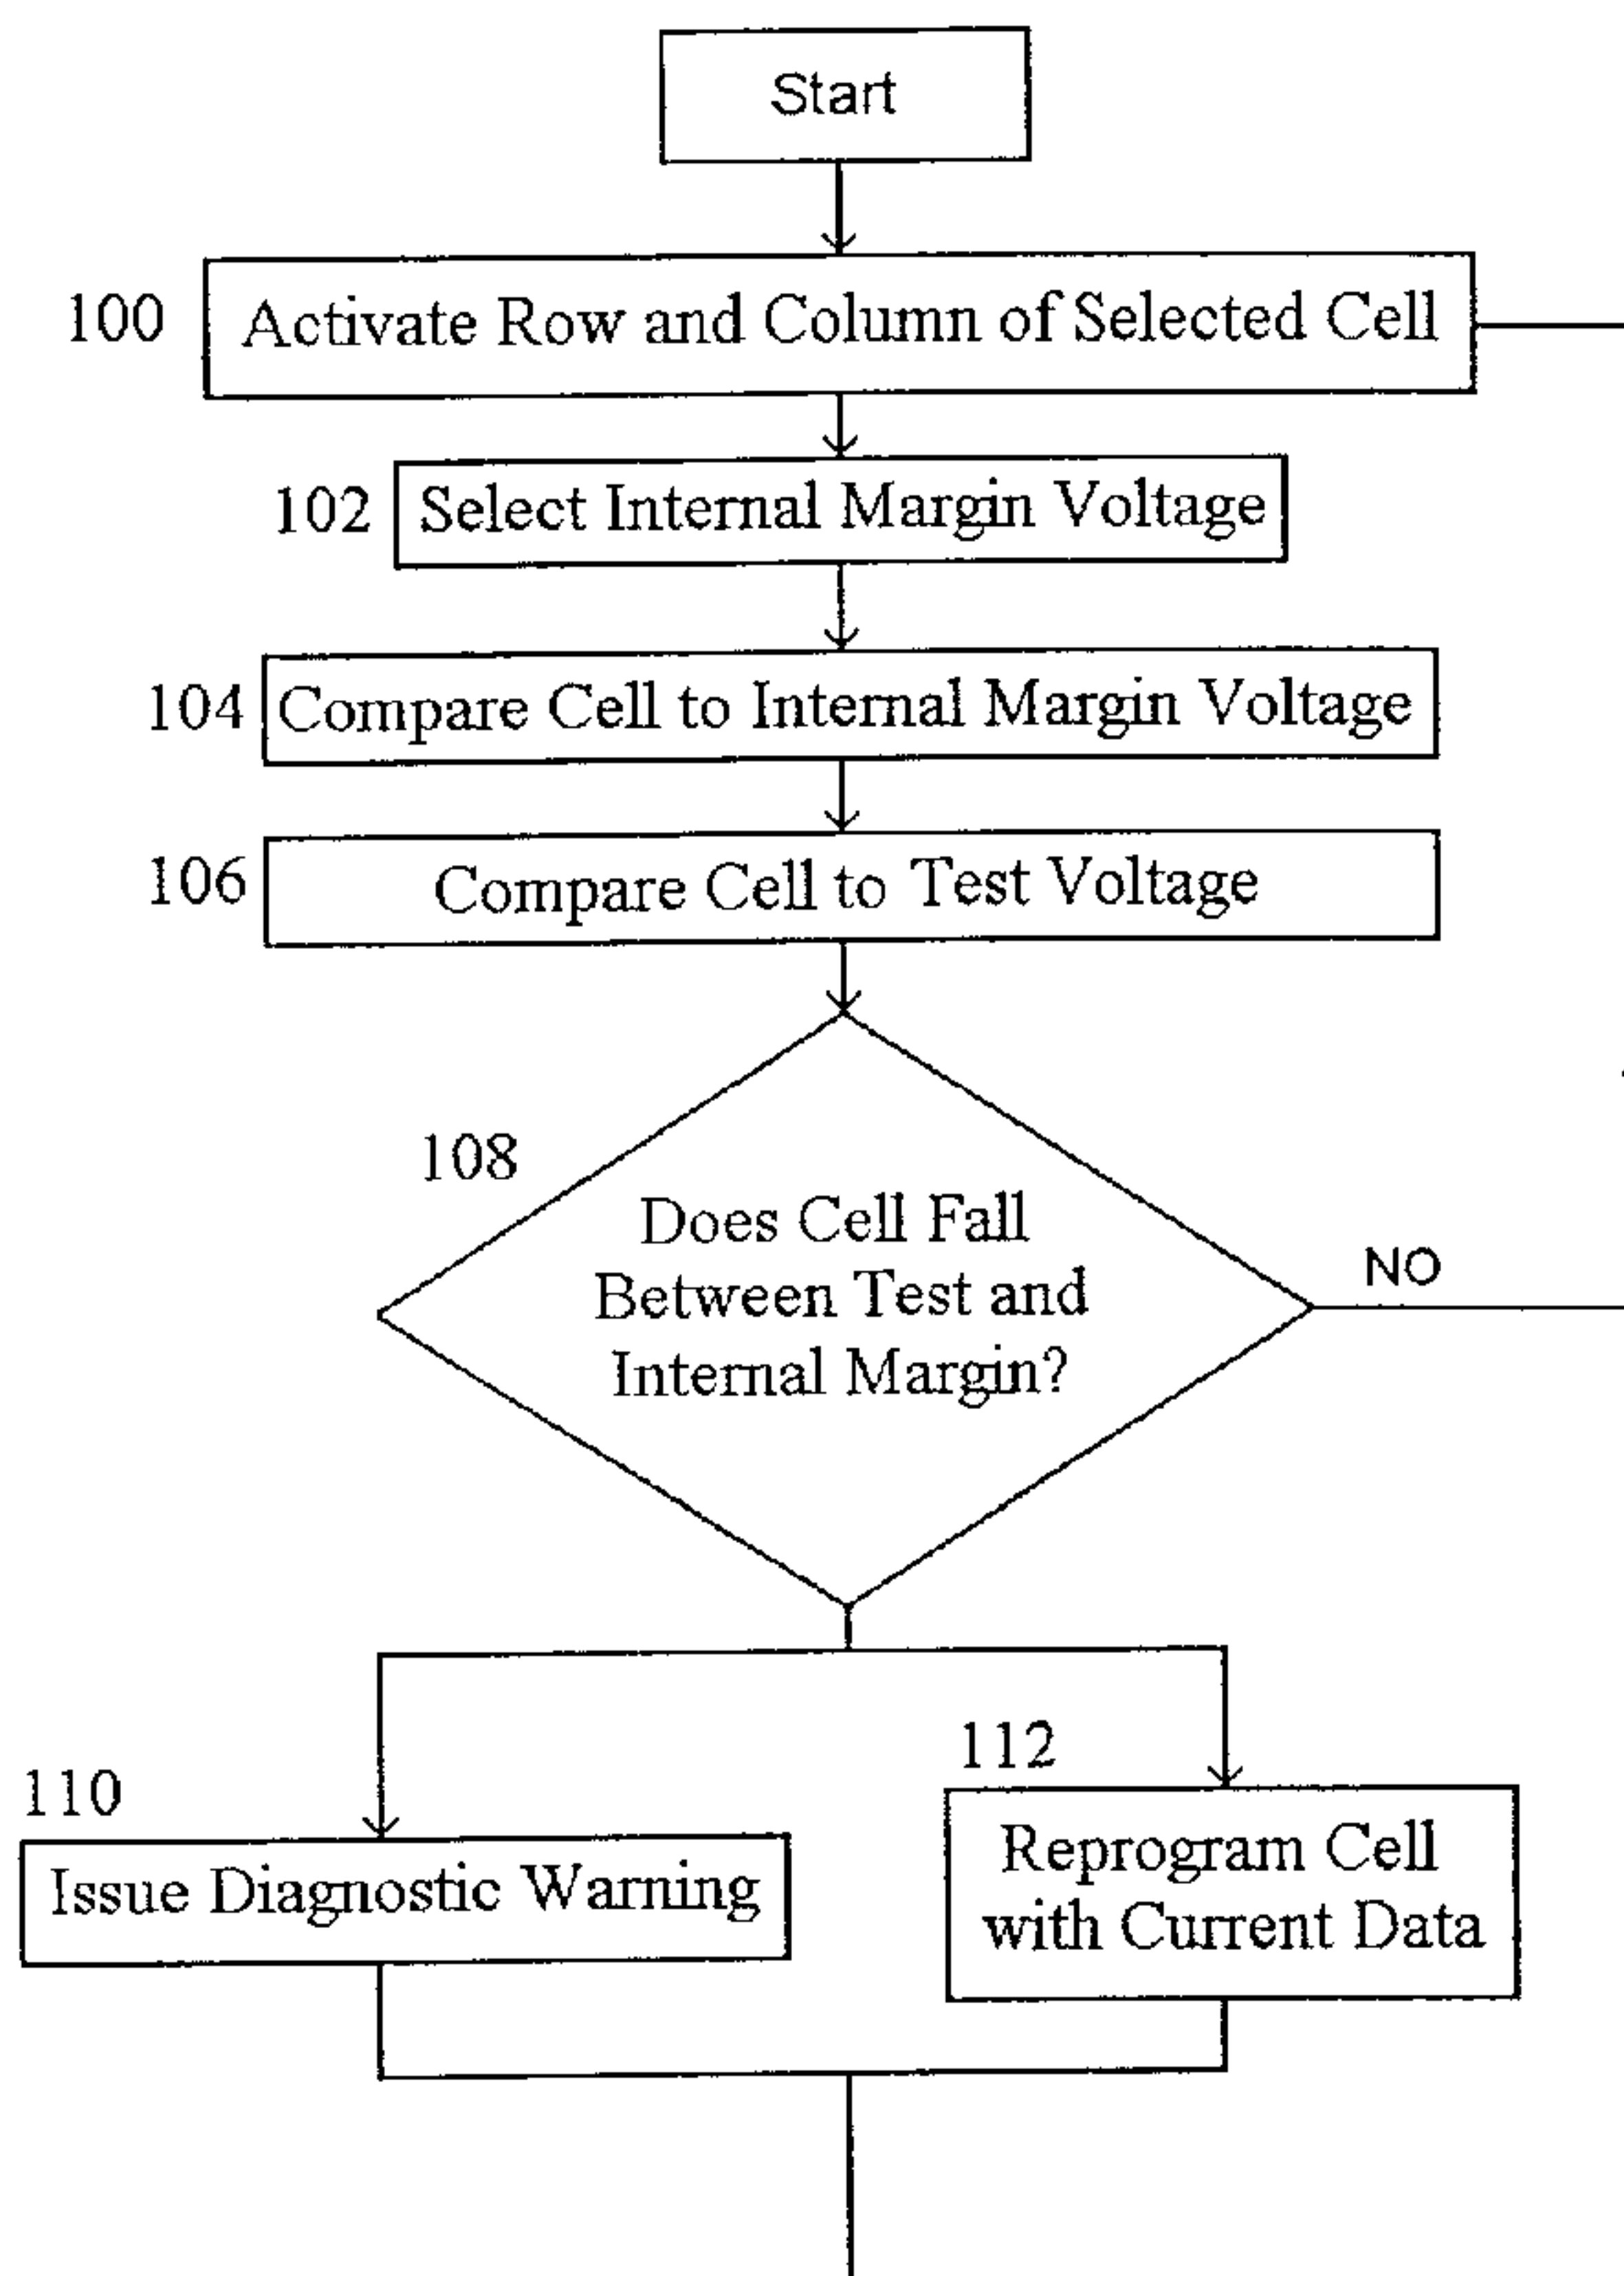 Start
100
Activate Row and Column of Selected Cell
102
Select Internal Margin Voltage
104
Compare Cell to Internal Margin Voltage
106
Compare Cell to Test Voltage
108
Does Cell Fall
Between Test and
Internal Margin?
NO
110
Issue Diagnostic Warning
112
Reprogram Cell
with Current Data